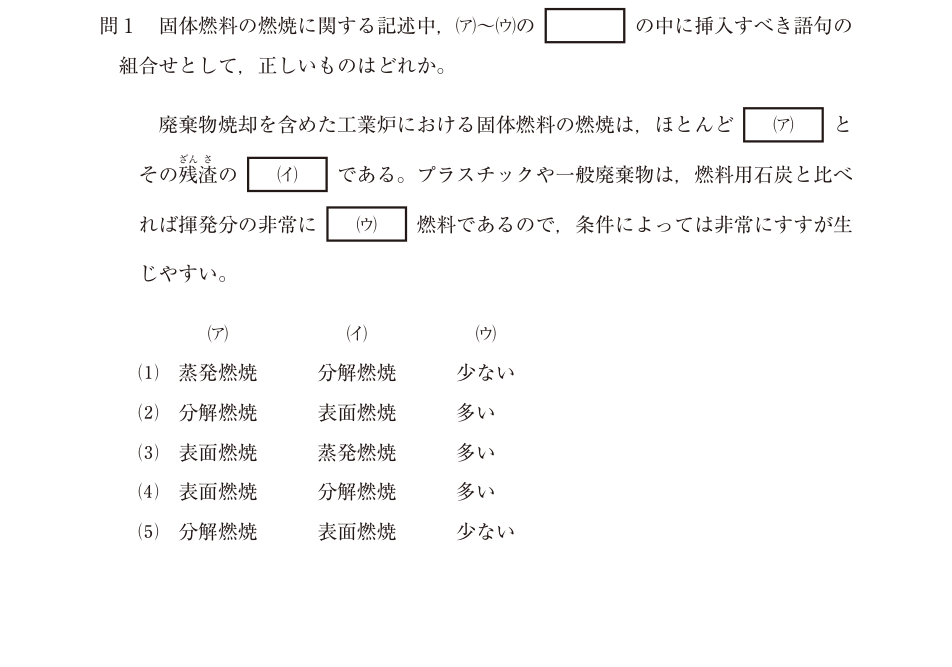 問1 固体燃料の燃焼に関する記述中，㋐～㋒の の中に挿入すべき語句の
組合せとして，正しいものはどれか。
廃棄物焼却を含めた工業炉における固体燃料の燃焼は，ほとんど (ア) と
ざん さ
その残渣の (イ) である。プラスチックや一般廃棄物は，燃料用石炭と比べ
れば揮発分の非常に (ウ) 燃料であるので，条件によっては非常にすすが生
じやすい。
(ア) (イ) (ウ)
(1) 蒸発燃焼 分解燃焼 少ない
(2) 分解燃焼 表面燃焼 多い
(3) 表面燃焼 蒸発燃焼 多い
(4) 表面燃焼 分解燃焼 多い
(5) 分解燃焼 表面燃焼 少ない